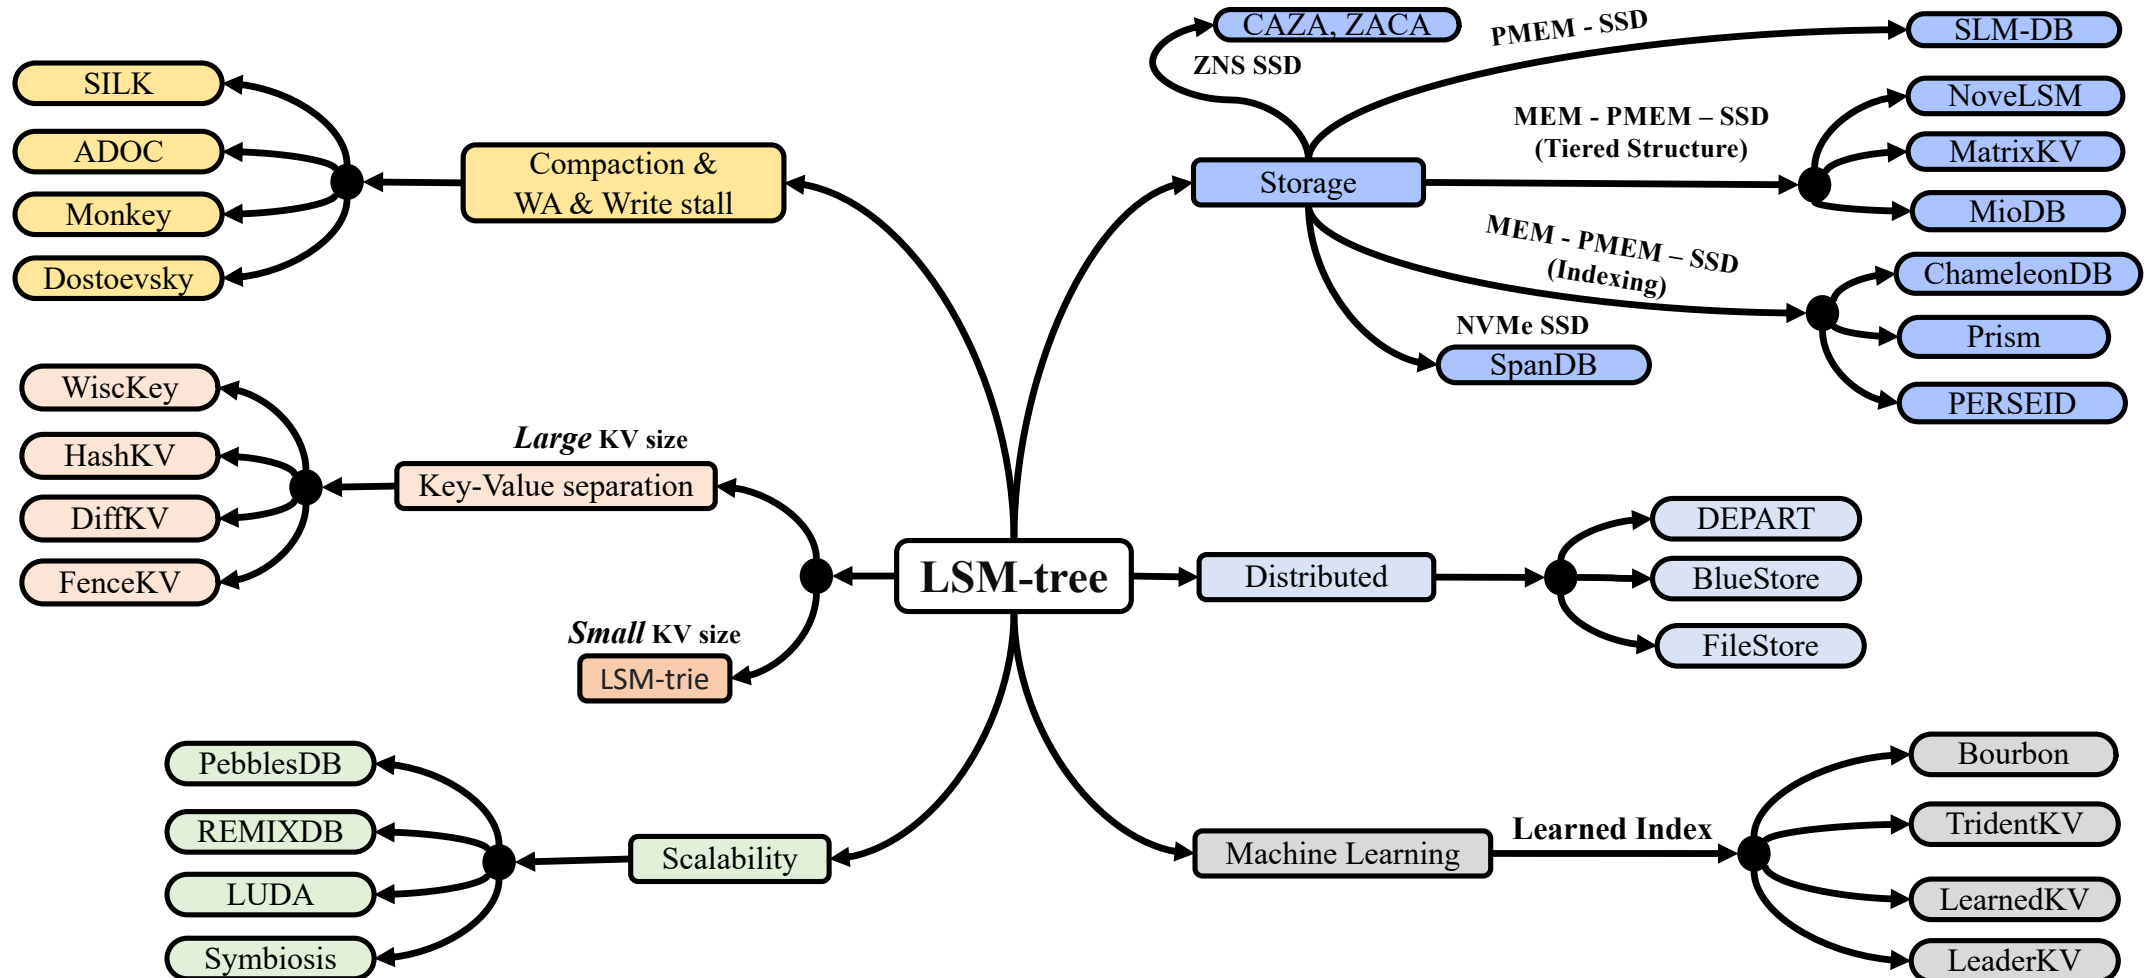 CAZA, ZACA
ZNS SSD
PMEM - SSD
SLM-DB
SILK
ADOC
Monkey
Dostoevsky
Compaction &
WA & Write stall
Storage
MEM - PMEM – SSD
(Tiered Structure)
NoveLSM
MatrixKV
MioDB
MEM - PMEM – SSD
(Indexing)
ChameleonDB
Prism
PERSEID
NVMe SSD
SpanDB
WiscKey
HashKV
DiffKV
FenceKV
Large KV size
Key-Value separation
Small KV size
LSM-trie
LSM-tree
Distributed
DEPART
BlueStore
FileStore
PebblesDB
REMIXDB
LUDA
Symbiosis
Scalability
Machine Learning
Learned Index
Bourbon
TridentKV
LearnedKV
LeaderKV